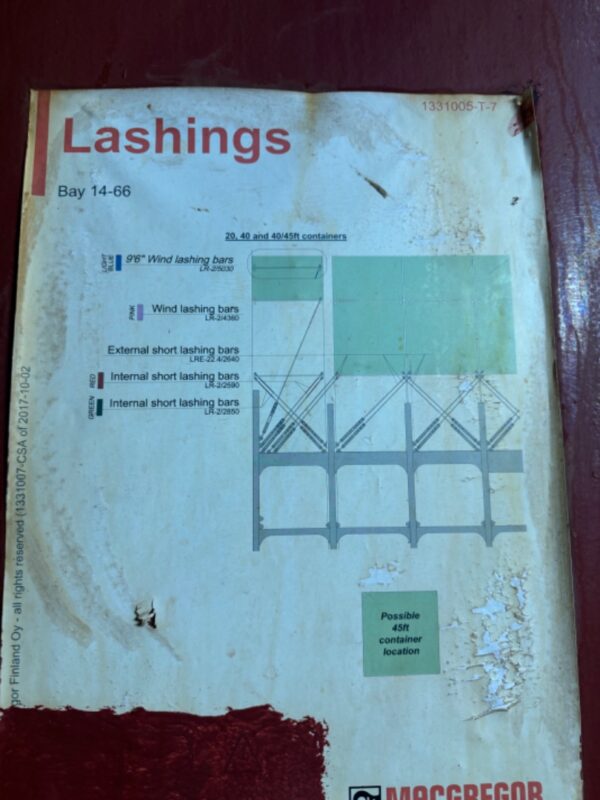 1331005-T-7
Lashings
Bay 14-66
20, 40 and 40/45ft containers
LIGHT
BLUE
9'6" Wind lashing bars
LR-2/5030
PINK
Wind lashing bars
LR-2/4360
External short lashing bars
LRE-22.4/2640
RED
Internal short lashing bars
LR-2/2590
GREEN
Internal short lashing bars
LR-2/2850
gor Finland Oy - all rights reserved (1331007-CSA of 2017-10-02
Possible
45ft
container
location
MACGREGOR